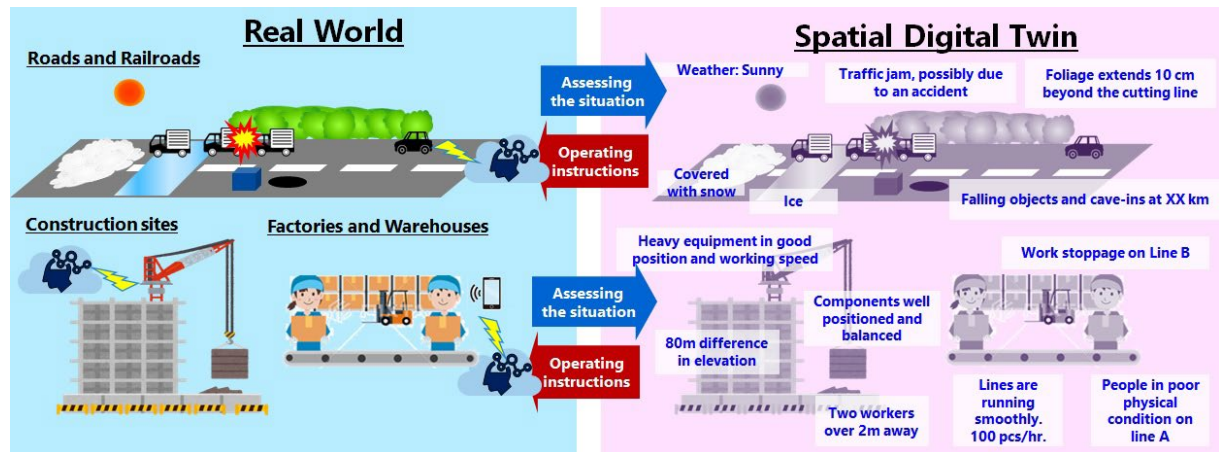 Real World
Roads and Railroads
Construction sites
Factories and Warehouses
Assessing
the situation
Operating
instructions
Assessing
the situation
Operating
instructions
Spatial Digital Twin
Weather: Sunny
Traffic jam, possibly due
to an accident
Foliage extends 10 cm
beyond the cutting line
Covered
with snow
Ice
Falling objects and cave-ins at XX km
Heavy equipment in good
position and working speed
Work stoppage on Line B
Components well
positioned and
balanced
80m difference
in elevation
Two workers
over 2m away
Lines are
running
smoothly.
100 pcs/hr.
People in poor
physical
condition on
line A